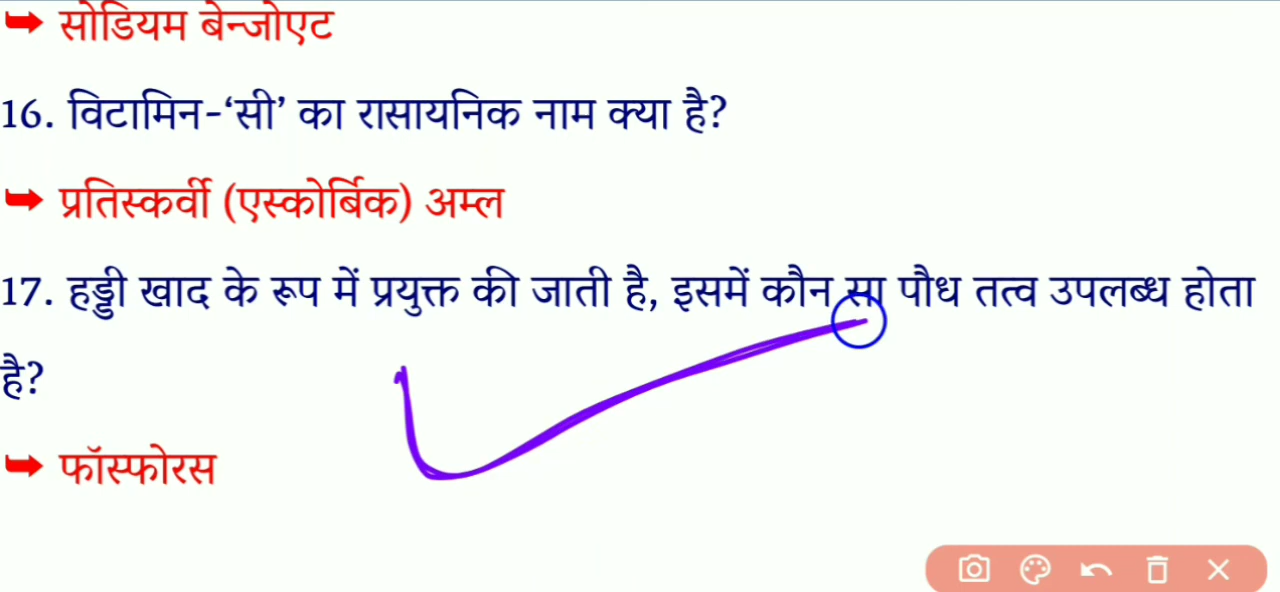 ➥ सोडियम बेन्जोएट
16. विटामिन-‘सी’ का रासायनिक नाम क्या है?
➥ प्रतिस्कर्वी (एस्कोर्बिक) अम्ल
17. हड्डी खाद के रूप में प्रयुक्त की जाती है, इसमें कौन सा पौध तत्व उपलब्ध होता
है?
➥ फॉस्फोरस